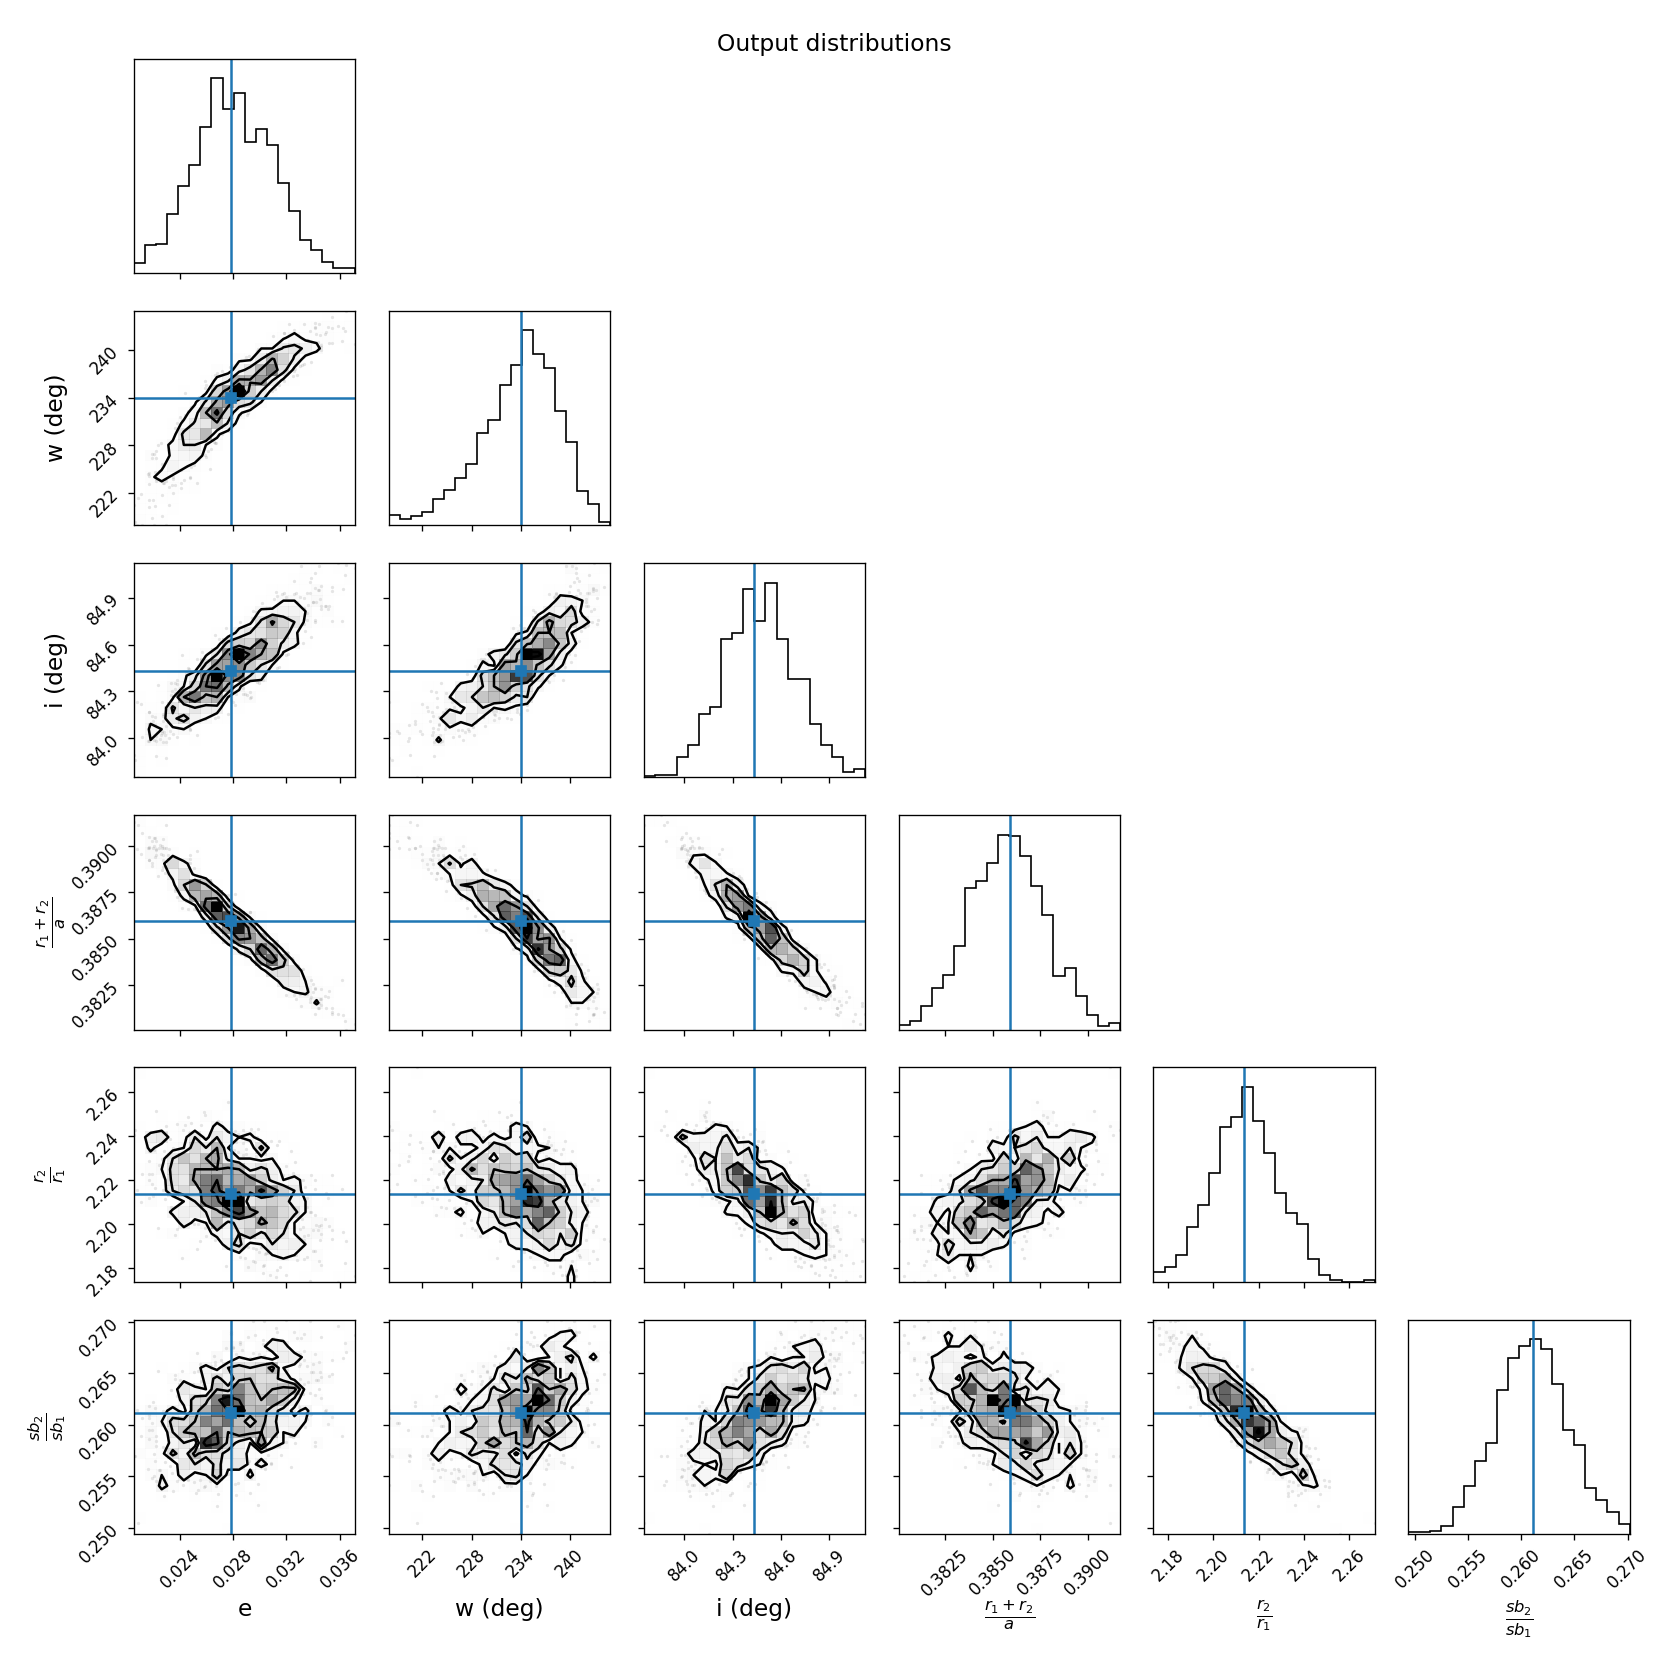 Output distributions
w (deg)
240
234
228
222
i (deg)
84.9
84.6
84.3
84.0
r₁ + r₂
a
0.3900
0.3875
0.3850
0.3825
r₂
r₁
2.26
2.24
2.22
2.20
2.18
sb₂
sb₁
0.270
0.265
0.260
0.255
0.250
0.024 0.028 0.032 0.036 222 228 234 240 84.0 84.3 84.6 84.9 0.3825 0.3850 0.3875 0.3900 2.18 2.20 2.22 2.24 2.26 0.250 0.255 0.260 0.265 0.270
e w (deg) i (deg)
r₁ + r₂
a
r₂
r₁
sb₂
sb₁